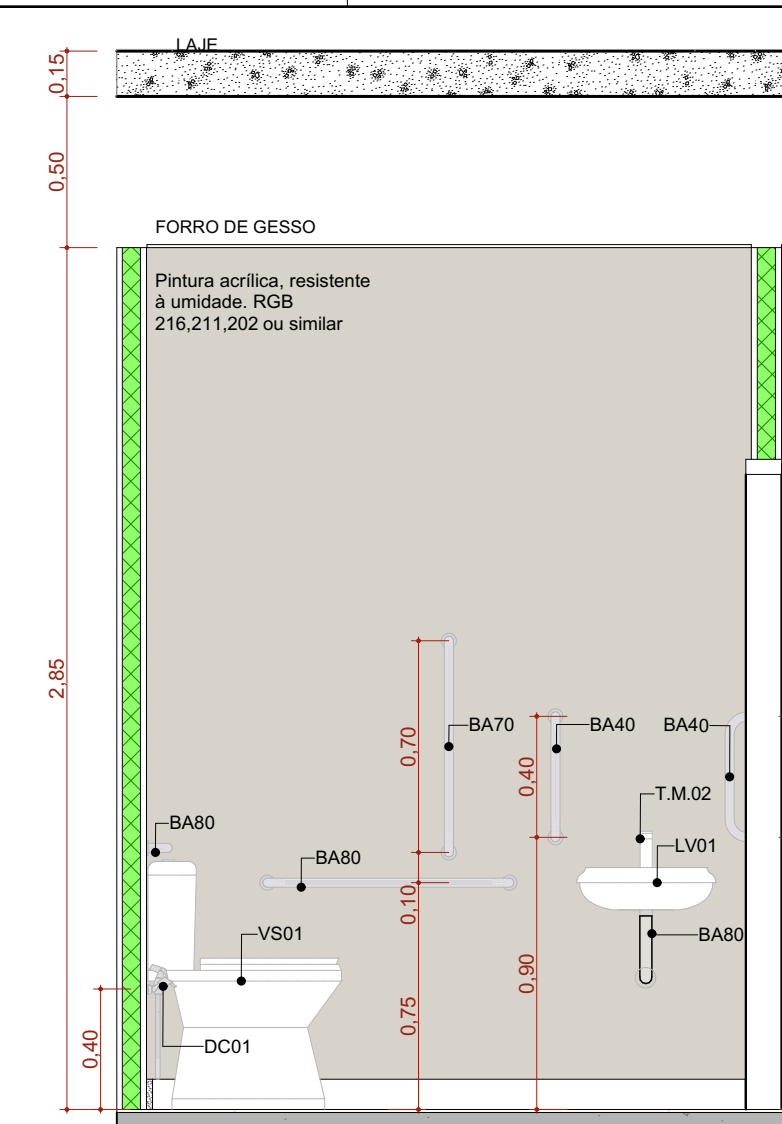 LAJE
0,15
0,50
FORRO DE GESSO
Pintura acrílica, resistente
à umidade. RGB
216,211,202 ou similar
2,85
0,70
BA70
0,40
BA40
BA40
T.M.02
BA80
BA80
LV01
0,10
VS01
BA80
0,90
0,75
DC01
0,40